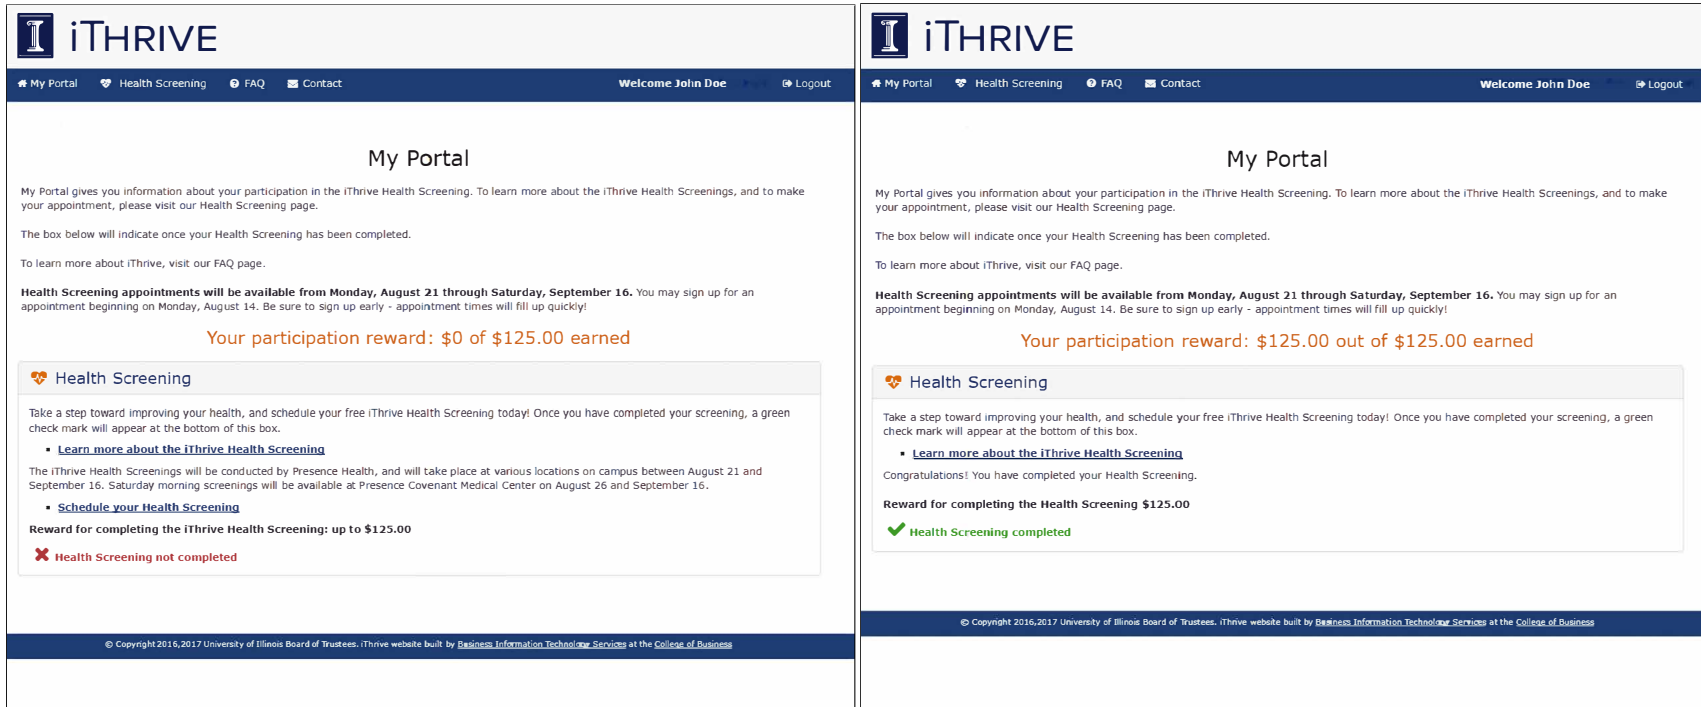 iTHRIVE
My Portal Health Screening FAQ Contact Welcome John Doe Logout
My Portal
My Portal gives you information about your participation in the iThrive Health Screening. To learn more about the iThrive Health Screenings, and to make
your appointment, please visit our Health Screening page.
The box below will indicate once your Health Screening has been completed.
To learn more about iThrive, visit our FAQ page.
Health Screening appointments will be available from Monday, August 21 through Saturday, September 16. You may sign up for an
appointment beginning on Monday, August 14. Be sure to sign up early - appointment times will fill up quickly!
Your participation reward: $0 of $125.00 earned
Health Screening
Take a step toward improving your health, and schedule your free iThrive Health Screening today! Once you have completed your screening, a green
check mark will appear at the bottom of this box.
Learn more about the iThrive Health Screening
The iThrive Health Screenings will be conducted by Presence Health, and will take place at various locations on campus between August 21 and
September 16. Saturday morning screenings will be available at Presence Covenant Medical Center on August 26 and September 16.
Schedule your Health Screening
Reward for completing the iThrive Health Screening: up to $125.00
Health Screening not completed
© Copyright 2016,2017 University of Illinois Board of Trustees. iThrive website built by Business Information Technology Services at the College of Business
iTHRIVE
My Portal Health Screening FAQ Contact Welcome John Doe Logout
My Portal
My Portal gives you information about your participation in the iThrive Health Screening. To learn more about the iThrive Health Screenings, and to make
your appointment, please visit our Health Screening page.
The box below will indicate once your Health Screening has been completed.
To learn more about iThrive, visit our FAQ page.
Health Screening appointments will be available from Monday, August 21 through Saturday, September 16. You may sign up for an
appointment beginning on Monday, August 14. Be sure to sign up early - appointment times will fill up quickly!
Your participation reward: $125.00 out of $125.00 earned
Health Screening
Take a step toward improving your health, and schedule your free iThrive Health Screening today! Once you have completed your screening, a green
check mark will appear at the bottom of this box.
Learn more about the iThrive Health Screening
Congratulations! You have completed your Health Screening.
Reward for completing the Health Screening $125.00
Health Screening completed
© Copyright 2016,2017 University of Illinois Board of Trustees. iThrive website built by Business Information Technology Services at the College of Business